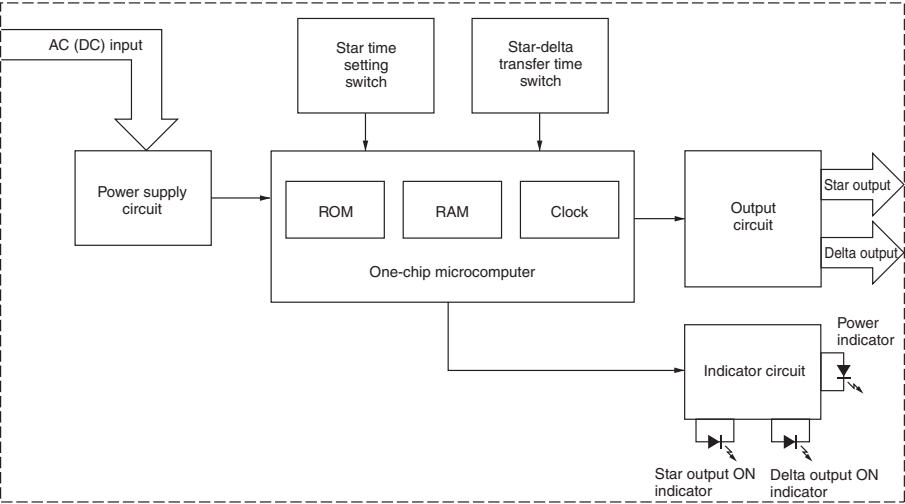 AC (DC) input
Star time
setting
switch
Star-delta
transfer time
switch
Power supply
circuit
ROM
RAM
Clock
One-chip microcomputer
Output
circuit
Star output
Delta output
Indicator circuit
Power
indicator
Star output ON
indicator
Delta output ON
indicator